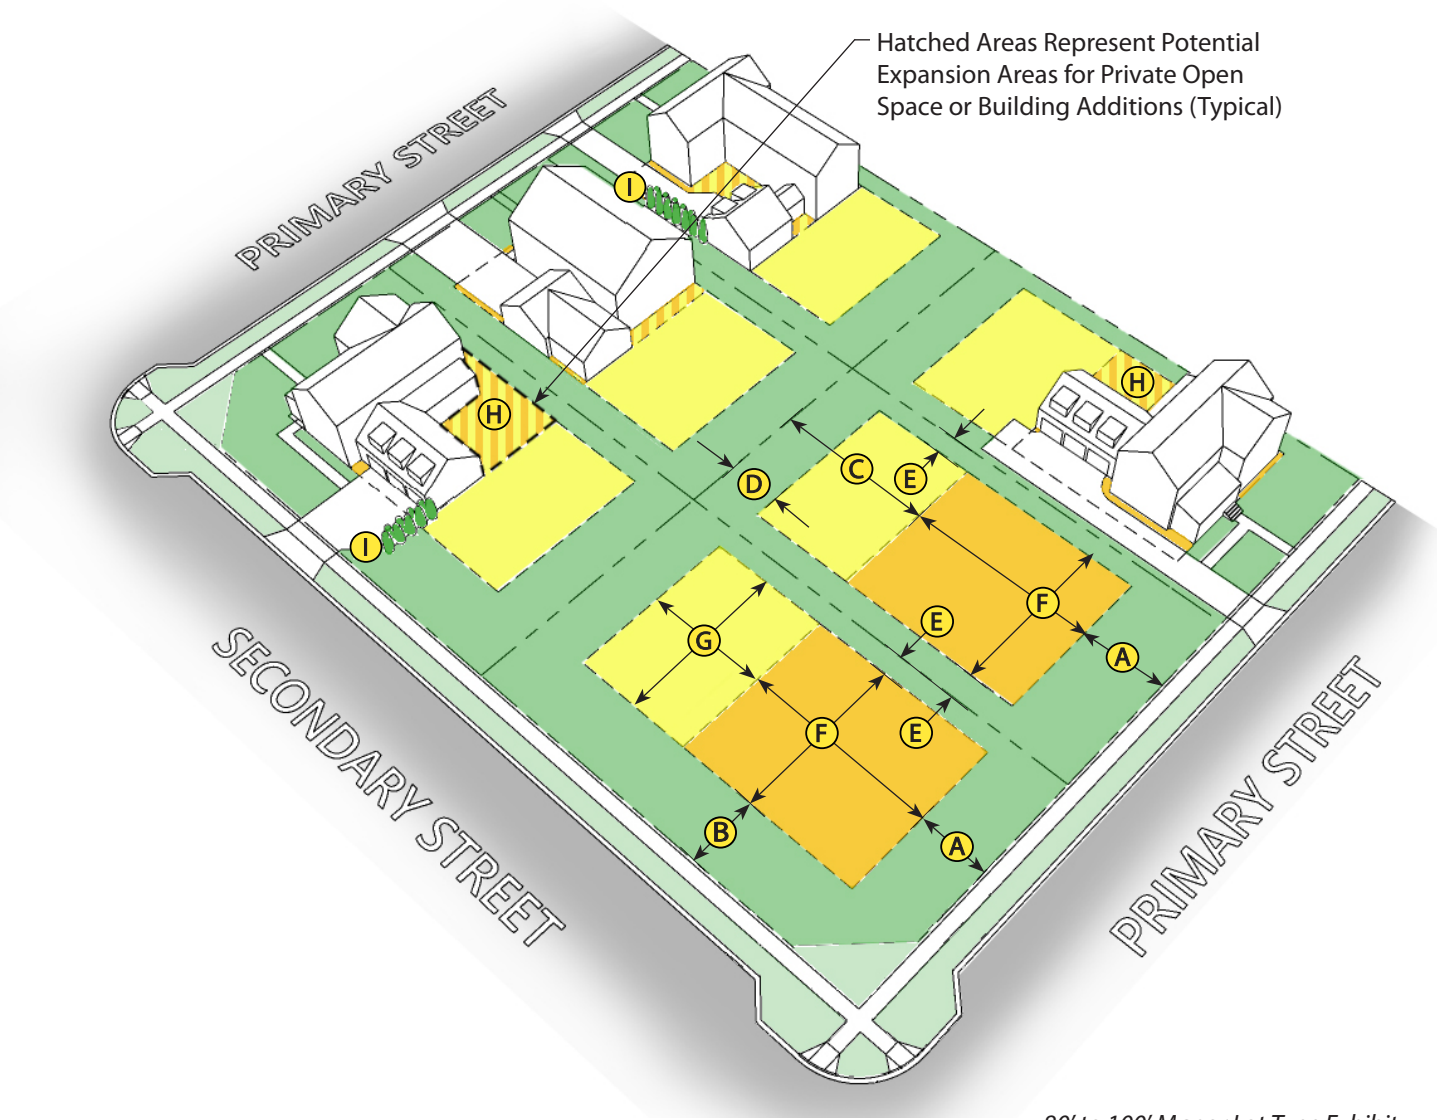 Hatched Areas Represent Potential
Expansion Areas for Private Open
Space or Building Additions (Typical)
PRIMARY STREET
I
H
H
C
E
D
I
F
E
G
A
F
E
B
A
SECONDARY STREET
PRIMARY STREET